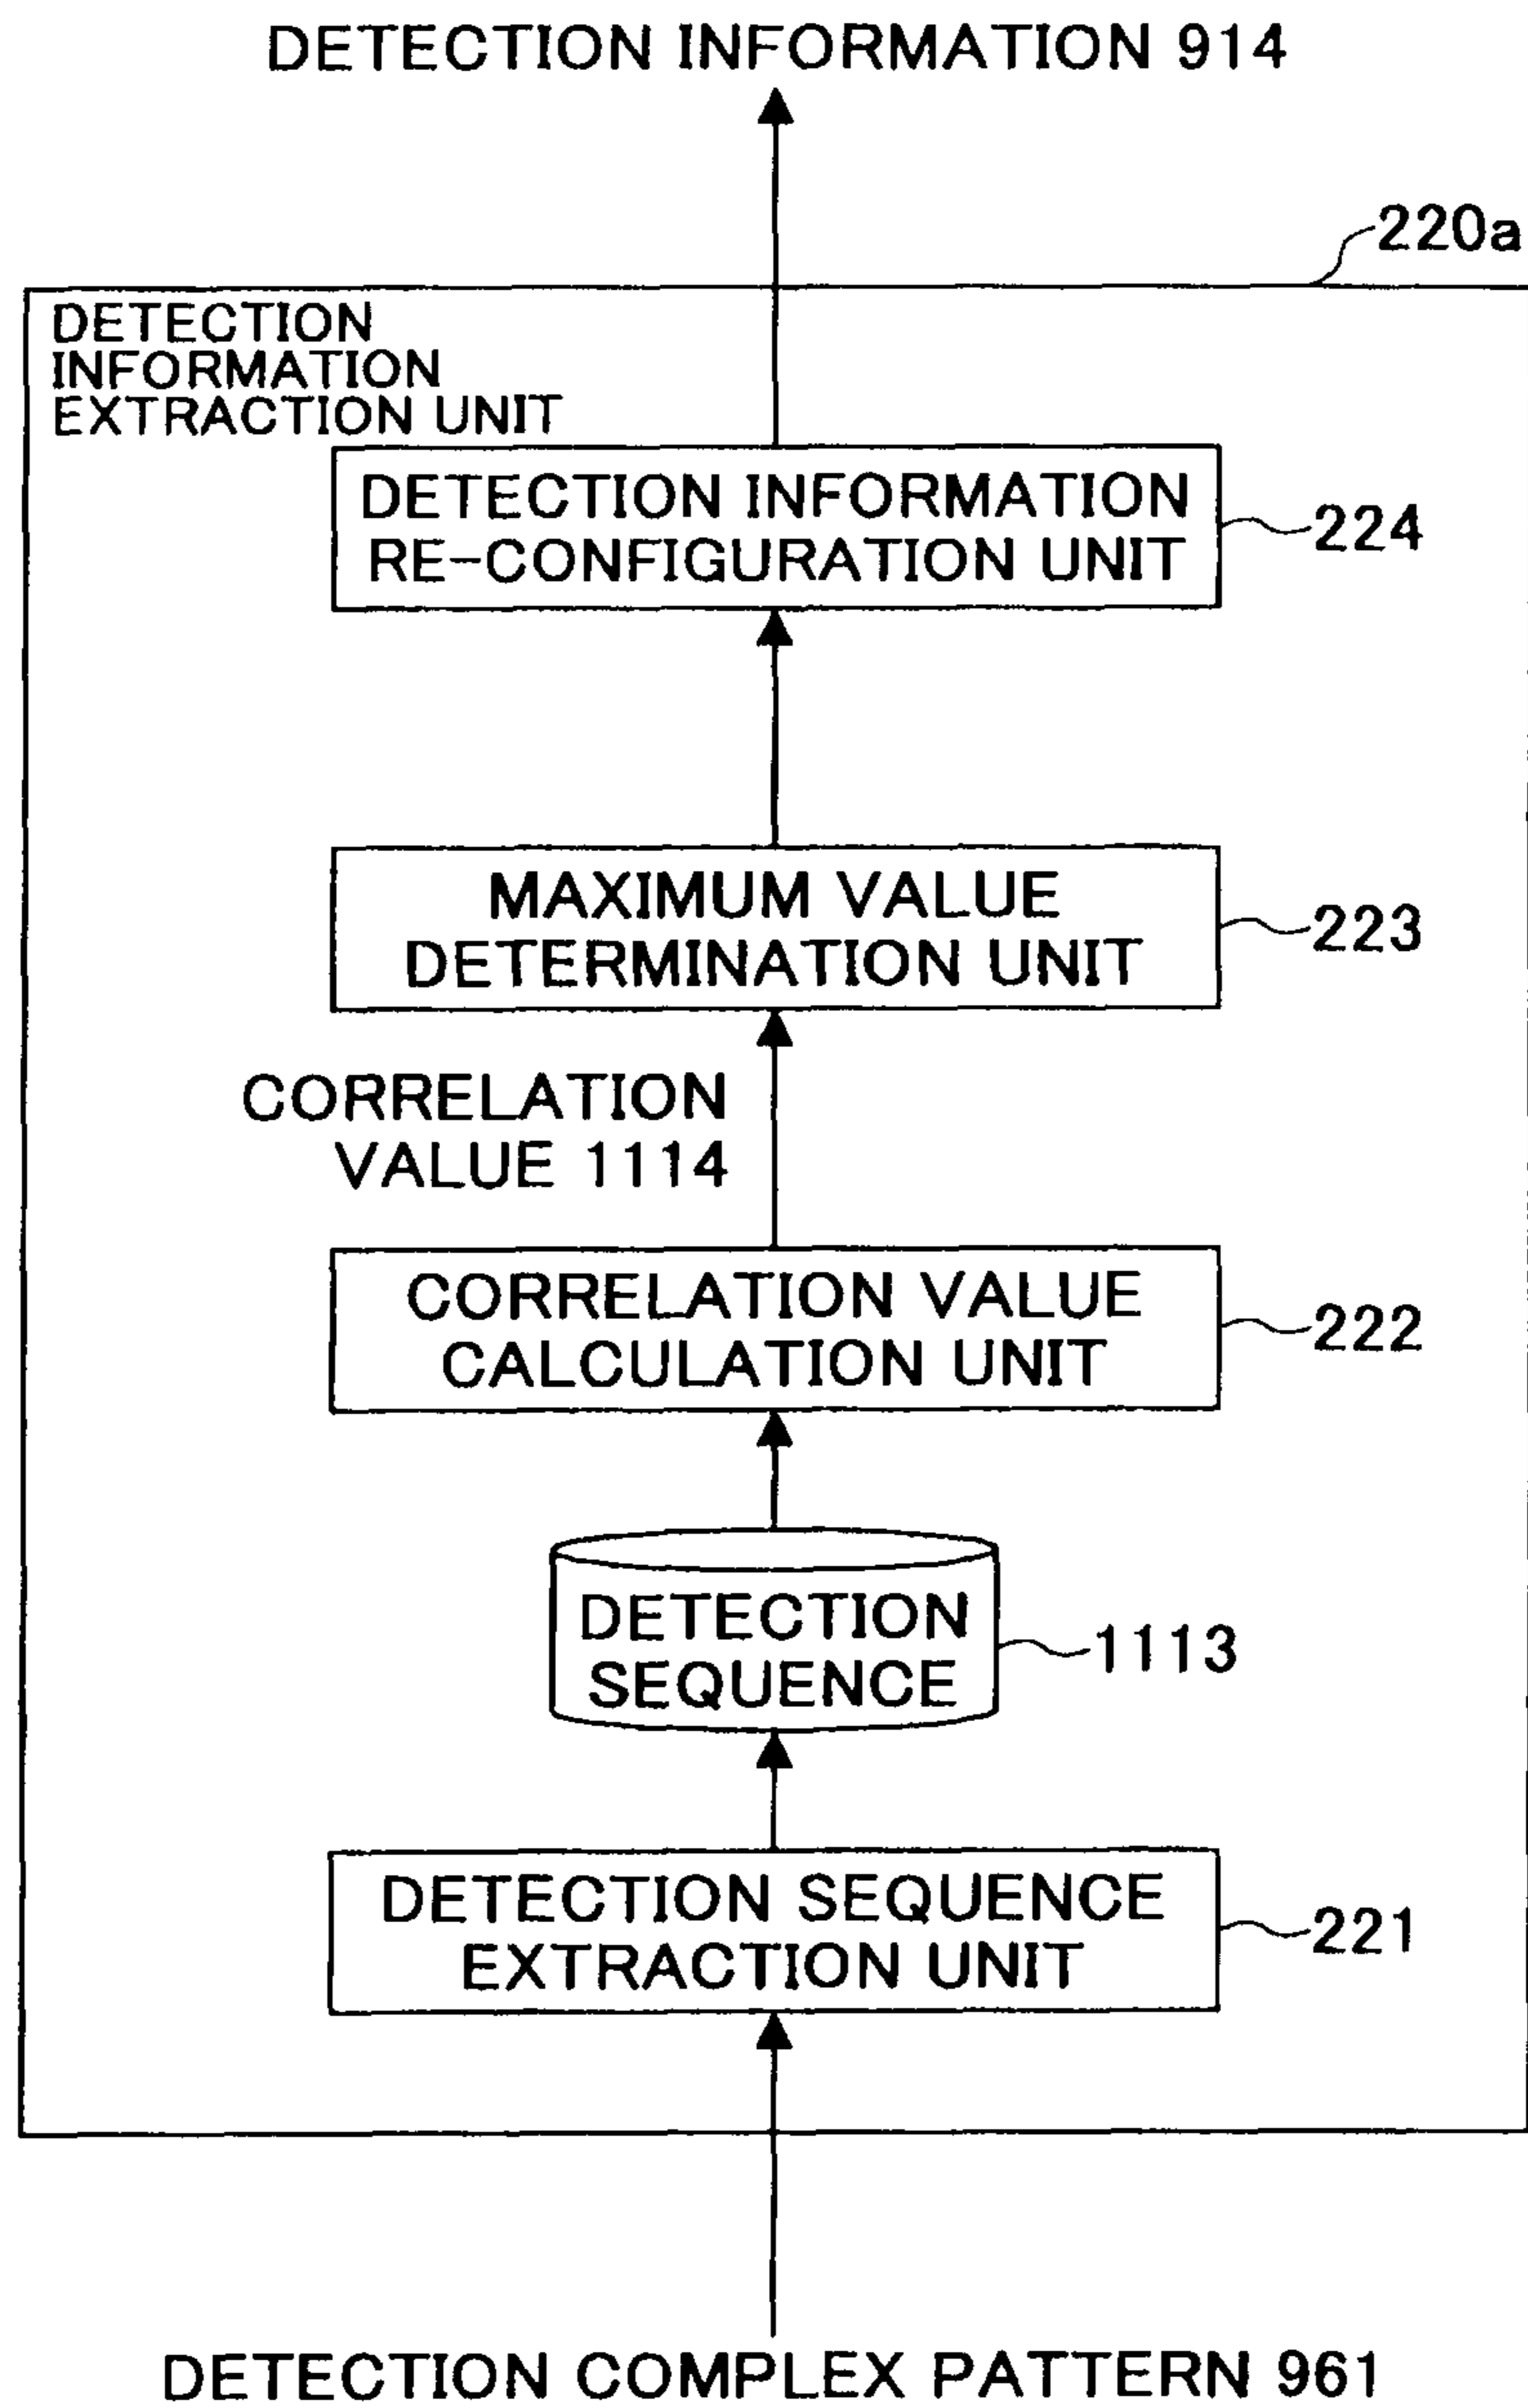 DETECTION INFORMATION 914
220a
DETECTION
INFORMATION
EXTRACTION UNIT
DETECTION INFORMATION
RE-CONFIGURATION UNIT
224
MAXIMUM VALUE
DETERMINATION UNIT
223
CORRELATION
VALUE 1114
CORRELATION VALUE
CALCULATION UNIT
222
DETECTION
SEQUENCE
1113
DETECTION SEQUENCE
EXTRACTION UNIT
221
DETECTION COMPLEX PATTERN 961